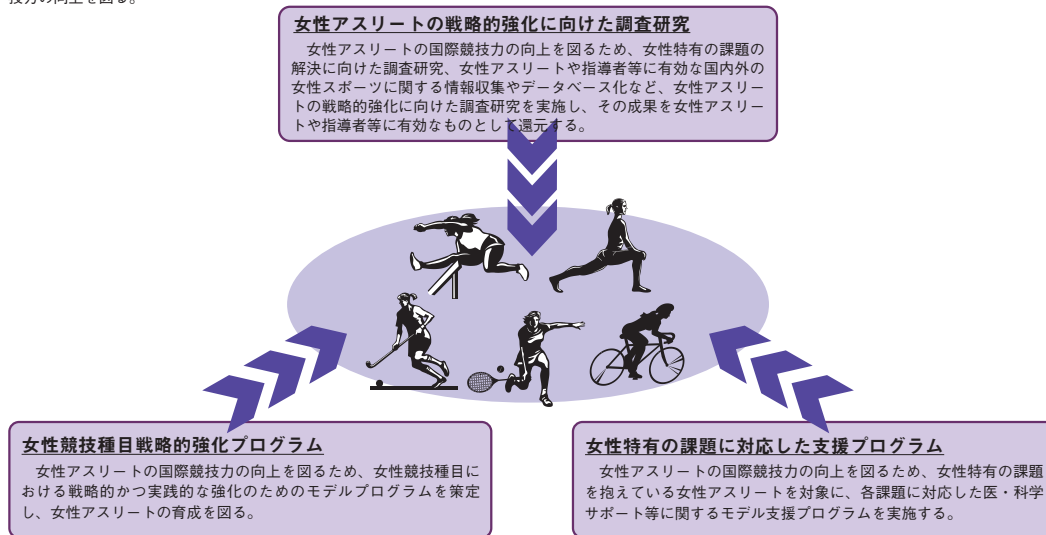 技力の向上を図る。
女性アスリートの戦略的強化に向けた調査研究
女性アスリートの国際競技力の向上を図るため、女性特有の課題の
解決に向けた調査研究、女性アスリートや指導者等に有効な国内外の
女性スポーツに関する情報収集やデータベース化など、女性アスリー
トの戦略的強化に向けた調査研究を実施し、その成果を女性アスリー
トや指導者等に有効なものとして還元する。
女性競技種目戦略的強化プログラム
女性アスリートの国際競技力の向上を図るため、女性競技種目に
おける戦略的かつ実践的な強化のためのモデルプログラムを策定
し、女性アスリートの育成を図る。
女性特有の課題に対応した支援プログラム
女性アスリートの国際競技力の向上を図るため、女性特有の課題
を抱えている女性アスリートを対象に、各課題に対応した医・科学
サポート等に関するモデル支援プログラムを実施する。